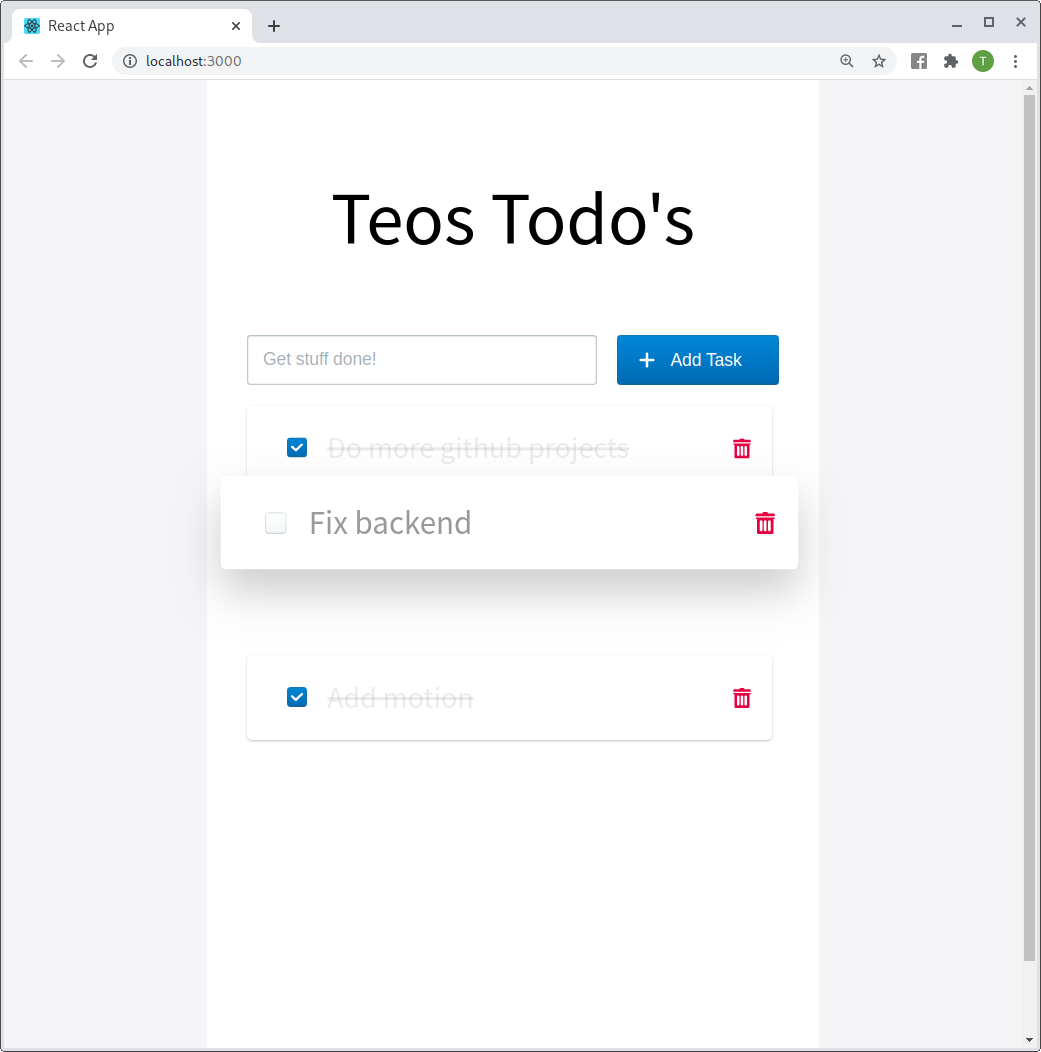 React App
localhost:3000
T
Teos Todo's
Get stuff done!
Add Task
Do more github projects
Fix backend
Add motion